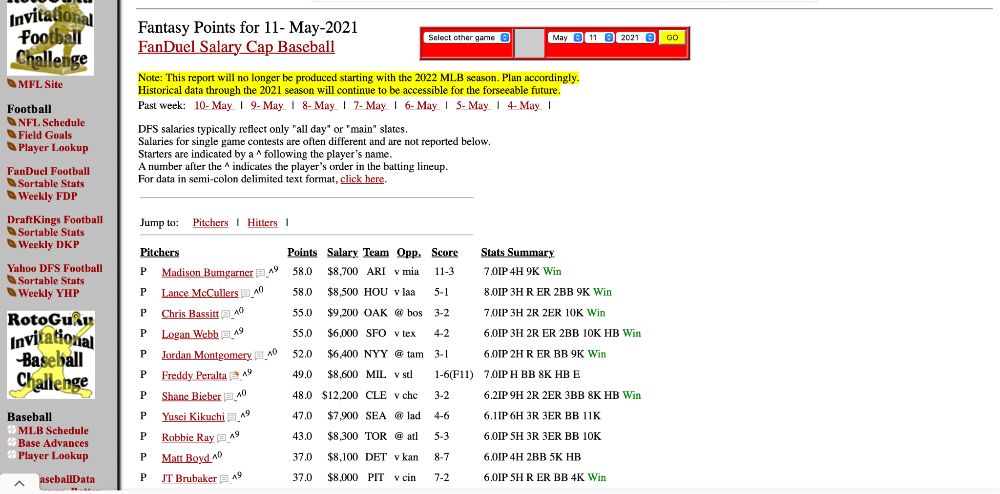 RotoGuru
Invitational
Football
Challenge
MFL Site
Football
NFL Schedule
Field Goals
Player Lookup
FanDuel Football
Sortable Stats
Weekly FDP
DraftKings Football
Sortable Stats
Weekly DKP
Yahoo DFS Football
Sortable Stats
Weekly YHP
RotoGuru
Invitational
Baseball
Challenge
Baseball
MLB Schedule
Base Advances
Player Lookup
aseballData
Fantasy Points for 11- May-2021
FanDuel Salary Cap Baseball
Select other game May 11 2021 GO
Note: This report will no longer be produced starting with the 2022 MLB season. Plan accordingly.
Historical data through the 2021 season will continue to be accessible for the forseeable future.
Past week: 10- May | 9- May | 8- May | 7- May | 6- May | 5- May | 4- May |
DFS salaries typically reflect only "all day" or "main" slates.
Salaries for single game contests are often different and are not reported below.
Starters are indicated by a ^ following the player’s name.
A number after the ^ indicates the player’s order in the batting lineup.
For data in semi-colon delimited text format, click here.
Jump to: Pitchers | Hitters |
Pitchers Points Salary Team Opp. Score Stats Summary
P Madison Bumgarner ^9 58.0 $8,700 ARI v mia 11-3 7.0IP 4H 9K Win
P Lance McCullers ^0 58.0 $8,500 HOU v laa 5-1 8.0IP 3H R ER 2BB 9K Win
P Chris Bassitt ^0 55.0 $9,200 OAK @ bos 3-2 7.0IP 3H 2R 2ER 10K Win
P Logan Webb ^9 55.0 $6,000 SFO v tex 4-2 6.0IP 3H 2R ER 2BB 10K HB Win
P Jordan Montgomery ^0 52.0 $6,400 NYY @ tam 3-1 6.0IP 2H R ER BB 9K Win
P Freddy Peralta ^9 49.0 $8,600 MIL v stl 1-6(F11) 7.0IP H BB 8K HB E
P Shane Bieber ^0 48.0 $12,200 CLE v chc 3-2 6.2IP 9H 2R 2ER 3BB 8K HB Win
P Yusei Kikuchi ^9 47.0 $7,900 SEA @ lad 4-6 6.1IP 6H 3R 3ER BB 11K
P Robbie Ray ^9 43.0 $8,300 TOR @ atl 5-3 6.0IP 5H 3R 3ER BB 10K
P Matt Boyd ^0 37.0 $8,100 DET v kan 8-7 6.0IP 4H 2BB 5K HB
P JT Brubaker ^9 37.0 $8,000 PIT v cin 7-2 6.0IP 5H R ER BB 4K Win